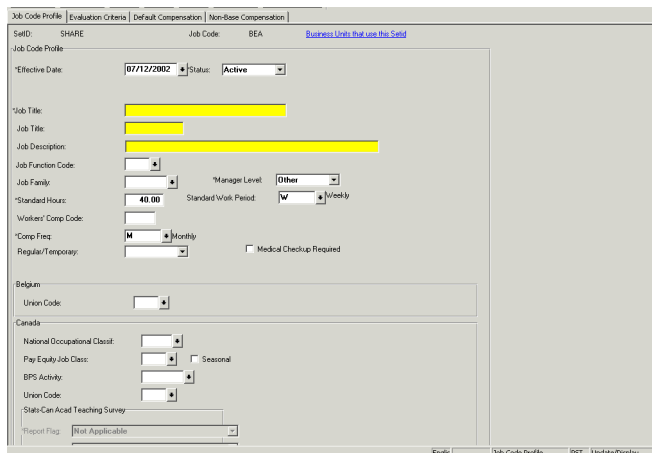 Job Code Profile Evaluation Criteria Default Compensation Non-Base Compensation
SetID: SHARE Job Code: BEA Business Units that use this Setid
Job Code Profile
*Effective Date: 07/12/2002 *Status: Active
*Job Title:
Job Title:
Job Description:
Job Function Code:
Job Family: *Manager Level: Other
*Standard Hours: 40.00 Standard Work Period: W Weekly
Workers' Comp Code:
*Comp Freq: M Monthly
Regular/Temporary: Medical Checkup Required
Belgium
Union Code:
Canada
National Occupational Classif:
Pay Equity Job Class: Seasonal
BPS Activity:
Union Code:
Stats-Can Acad Teaching Survey
*Report Flag: Not Applicable
Job Code Profile PST Update/Display